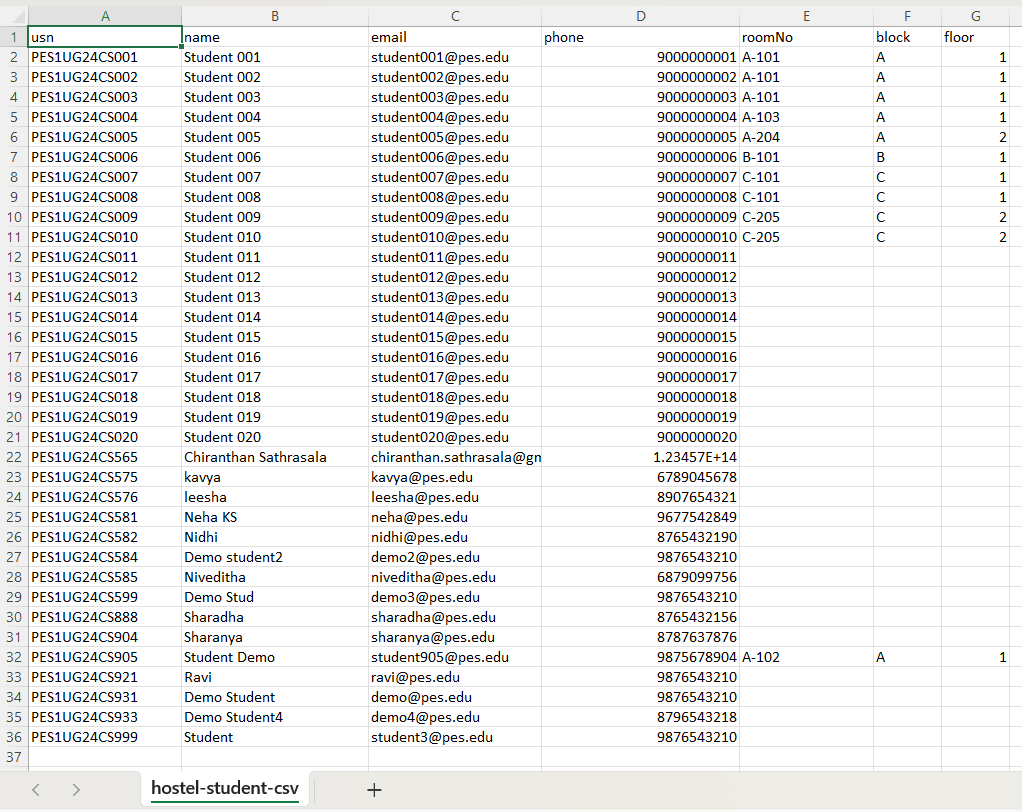 A B C D E F G
1 usn name email phone roomNo block floor
2 PES1UG24CS001 Student 001 student001@pes.edu 9000000001 A-101 A 1
3 PES1UG24CS002 Student 002 student002@pes.edu 9000000002 A-101 A 1
4 PES1UG24CS003 Student 003 student003@pes.edu 9000000003 A-101 A 1
5 PES1UG24CS004 Student 004 student004@pes.edu 9000000004 A-103 A 1
6 PES1UG24CS005 Student 005 student005@pes.edu 9000000005 A-204 A 2
7 PES1UG24CS006 Student 006 student006@pes.edu 9000000006 B-101 B 1
8 PES1UG24CS007 Student 007 student007@pes.edu 9000000007 C-101 C 1
9 PES1UG24CS008 Student 008 student008@pes.edu 9000000008 C-101 C 1
10 PES1UG24CS009 Student 009 student009@pes.edu 9000000009 C-205 C 2
11 PES1UG24CS010 Student 010 student010@pes.edu 9000000010 C-205 C 2
12 PES1UG24CS011 Student 011 student011@pes.edu 9000000011
13 PES1UG24CS012 Student 012 student012@pes.edu 9000000012
14 PES1UG24CS013 Student 013 student013@pes.edu 9000000013
15 PES1UG24CS014 Student 014 student014@pes.edu 9000000014
16 PES1UG24CS015 Student 015 student015@pes.edu 9000000015
17 PES1UG24CS016 Student 016 student016@pes.edu 9000000016
18 PES1UG24CS017 Student 017 student017@pes.edu 9000000017
19 PES1UG24CS018 Student 018 student018@pes.edu 9000000018
20 PES1UG24CS019 Student 019 student019@pes.edu 9000000019
21 PES1UG24CS020 Student 020 student020@pes.edu 9000000020
22 PES1UG24CS565 Chiranthan Sathrasala chiranthan.sathrasala@gm 1.23457E+14
23 PES1UG24CS575 kavya kavya@pes.edu 6789045678
24 PES1UG24CS576 leesha leesha@pes.edu 8907654321
25 PES1UG24CS581 Neha KS neha@pes.edu 9677542849
26 PES1UG24CS582 Nidhi nidhi@pes.edu 8765432190
27 PES1UG24CS584 Demo student2 demo2@pes.edu 9876543210
28 PES1UG24CS585 Niveditha niveditha@pes.edu 6879099756
29 PES1UG24CS599 Demo Stud demo3@pes.edu 9876543210
30 PES1UG24CS888 Sharadha sharadha@pes.edu 8765432156
31 PES1UG24CS904 Sharanya sharanya@pes.edu 8787637876
32 PES1UG24CS905 Student Demo student905@pes.edu 9875678904 A-102 A 1
33 PES1UG24CS921 Ravi ravi@pes.edu 9876543210
34 PES1UG24CS931 Demo Student demo@pes.edu 9876543210
35 PES1UG24CS933 Demo Student4 demo4@pes.edu 8796543218
36 PES1UG24CS999 Student student3@pes.edu 9876543210
37
hostel-student-csv